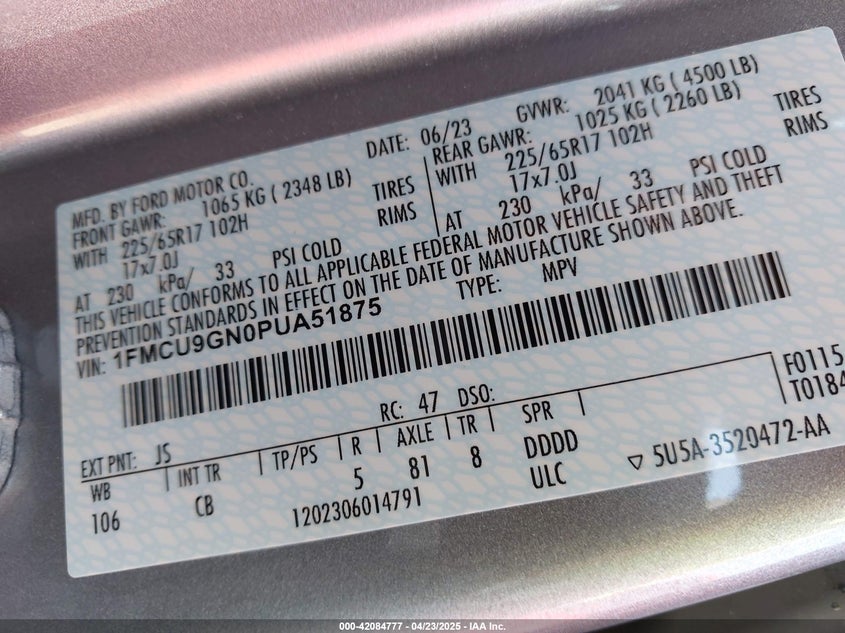 MFD. BY FORD MOTOR CO.
DATE: 06/23 GVWR: 2041 KG ( 4500 LB)
FRONT GAWR: 1065 KG ( 2348 LB)
REAR GAWR: 1025 KG ( 2260 LB)
WITH 225/65R17 102H TIRES
WITH 225/65R17 102H TIRES
17x7.0J RIMS
17x7.0J RIMS
AT 230 kPa/ 33 PSI COLD
AT 230 kPa/ 33 PSI COLD
THIS VEHICLE CONFORMS TO ALL APPLICABLE FEDERAL MOTOR VEHICLE SAFETY AND THEFT
PREVENTION STANDARDS IN EFFECT ON THE DATE OF MANUFACTURE SHOWN ABOVE.
VIN: 1FMCU9GN0PUA51875 TYPE: MPV
RC: 47 DSO:
F0115
T0184
EXT PNT: JS
WB INT TR TP/PS R AXLE TR SPR
106 CB 5 81 8 DDDD
1202306014791 ULC
5U5A-3520472-AA
000-42084777 - 04/23/2025 - IAA Inc.